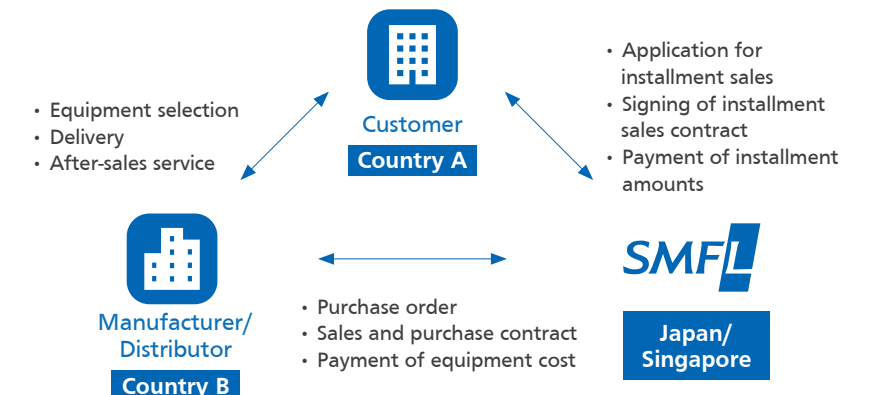 Customer
Country A
• Equipment selection
• Delivery
• After-sales service
• Application for
installment sales
• Signing of installment
sales contract
• Payment of installment
amounts
SMFL
Manufacturer/
Distributor
Country B
• Purchase order
• Sales and purchase contract
• Payment of equipment cost
Japan/
Singapore